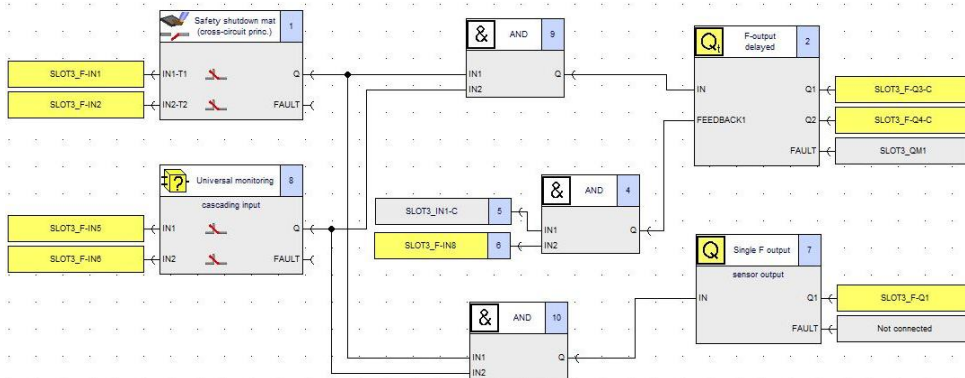 Safety shutdown mat
(cross-circuit princ.)
1
SLOT3_F-IN1
IN1-T1
Q
SLOT3_F-IN2
IN2-T2
FAULT
&
AND
9
IN1
Q
IN2
Q
F-output
delayed
2
IN
Q1
SLOT3_F-Q3-C
Q2
SLOT3_F-Q4-C
FEEDBACK1
FAULT
SLOT3_QM1
?
Universal monitoring
8
cascading input
SLOT3_F-IN5
IN1
Q
SLOT3_F-IN6
IN2
FAULT
&
AND
4
SLOT3_IN1-C
5
IN1
Q
SLOT3_F-IN8
6
IN2
Q
Single F output
7
sensor output
IN
Q1
SLOT3_F-Q1
FAULT
Not connected
&
AND
10
IN1
Q
IN2